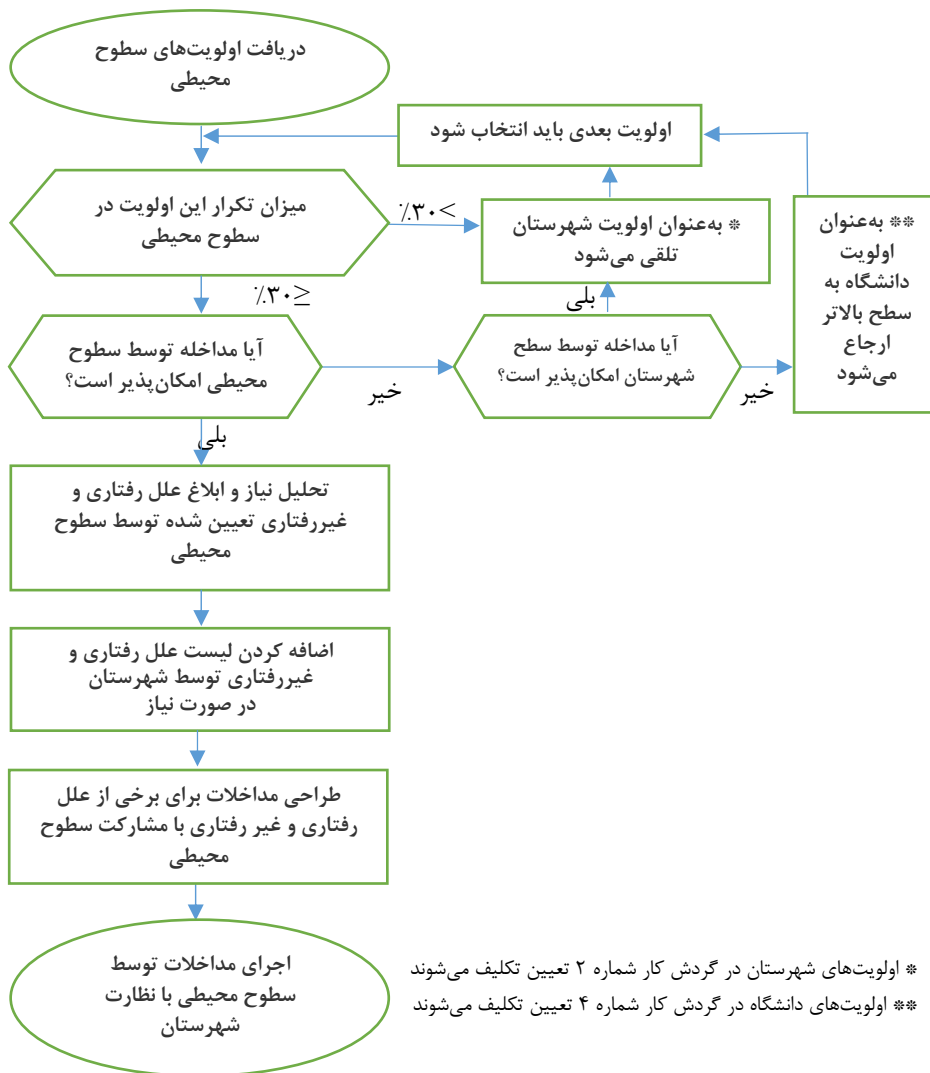 دریافت اولویت‌های سطوح
محیطی
اولویت بعدی باید انتخاب شود
میزان تکرار این اولویت در
سطوح محیطی
٪۳۰>
* به‌عنوان اولویت شهرستان
تلقی می‌شود
** به‌عنوان
اولویت
دانشگاه به
سطح بالاتر
ارجاع
می‌شود
٪۳۰≤
بلی
آیا مداخله توسط سطوح
محیطی امکان‌پذیر است؟
خیر
آیا مداخله توسط سطح
شهرستان امکان‌پذیر است؟
خیر
بلی
تحلیل نیاز و ابلاغ علل رفتاری و
غیررفتاری تعیین شده توسط سطوح
محیطی
اضافه کردن لیست علل رفتاری و
غیررفتاری توسط شهرستان
در صورت نیاز
طراحی مداخلات برای برخی از علل
رفتاری و غیر رفتاری با مشارکت سطوح
محیطی
اجرای مداخلات توسط
سطوح محیطی با نظارت
شهرستان
* اولویت‌های شهرستان در گردش کار شماره ۲ تعیین تکلیف می‌شوند
** اولویت‌های دانشگاه در گردش کار شماره ۴ تعیین تکلیف می‌شوند